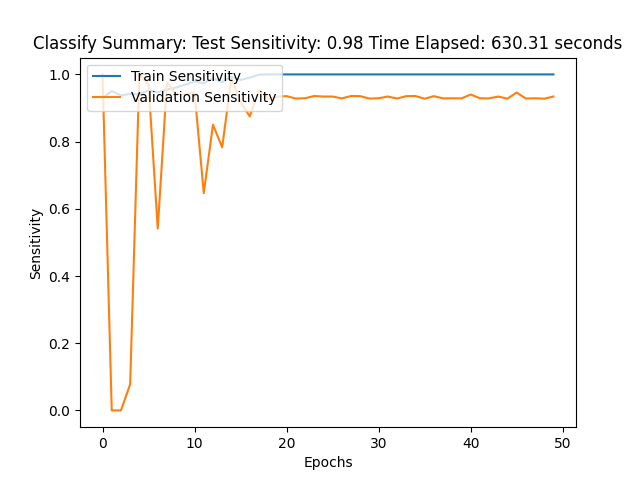 Classify Summary: Test Sensitivity: 0.98 Time Elapsed: 630.31 seconds
Train Sensitivity
Validation Sensitivity
1.0
0.8
0.6
0.4
0.2
0.0
Sensitivity
0 10 20 30 40 50
Epochs